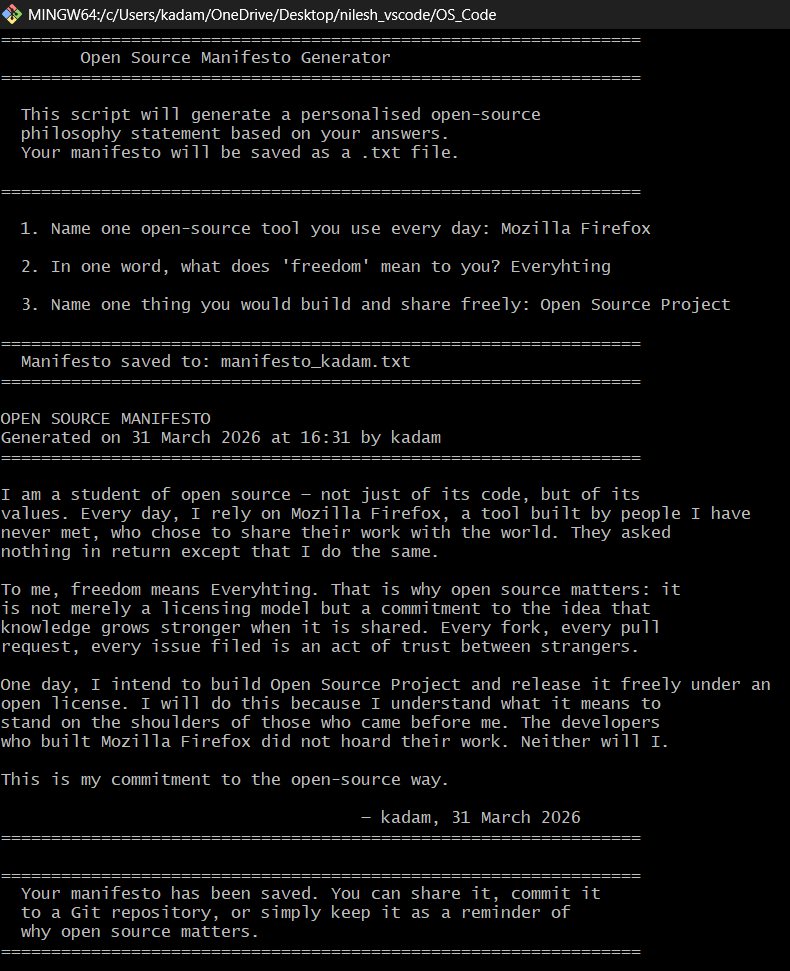 MINGW64:/c/Users/kadam/OneDrive/Desktop/nilesh_vscode/OS_Code
================================================================
Open Source Manifesto Generator
================================================================
This script will generate a personalised open-source
philosophy statement based on your answers.
Your manifesto will be saved as a .txt file.
================================================================
1. Name one open-source tool you use every day: Mozilla Firefox
2. In one word, what does 'freedom' mean to you? Everyhting
3. Name one thing you would build and share freely: Open Source Project
================================================================
Manifesto saved to: manifesto_kadam.txt
================================================================
OPEN SOURCE MANIFESTO
Generated on 31 March 2026 at 16:31 by kadam
================================================================
I am a student of open source — not just of its code, but of its
values. Every day, I rely on Mozilla Firefox, a tool built by people I have
never met, who chose to share their work with the world. They asked
nothing in return except that I do the same.
To me, freedom means Everyhting. That is why open source matters: it
is not merely a licensing model but a commitment to the idea that
knowledge grows stronger when it is shared. Every fork, every pull
request, every issue filed is an act of trust between strangers.
One day, I intend to build Open Source Project and release it freely under an
open license. I will do this because I understand what it means to
stand on the shoulders of those who came before me. The developers
who built Mozilla Firefox did not hoard their work. Neither will I.
This is my commitment to the open-source way.
— kadam, 31 March 2026
================================================================
================================================================
Your manifesto has been saved. You can share it, commit it
to a Git repository, or simply keep it as a reminder of
why open source matters.
================================================================